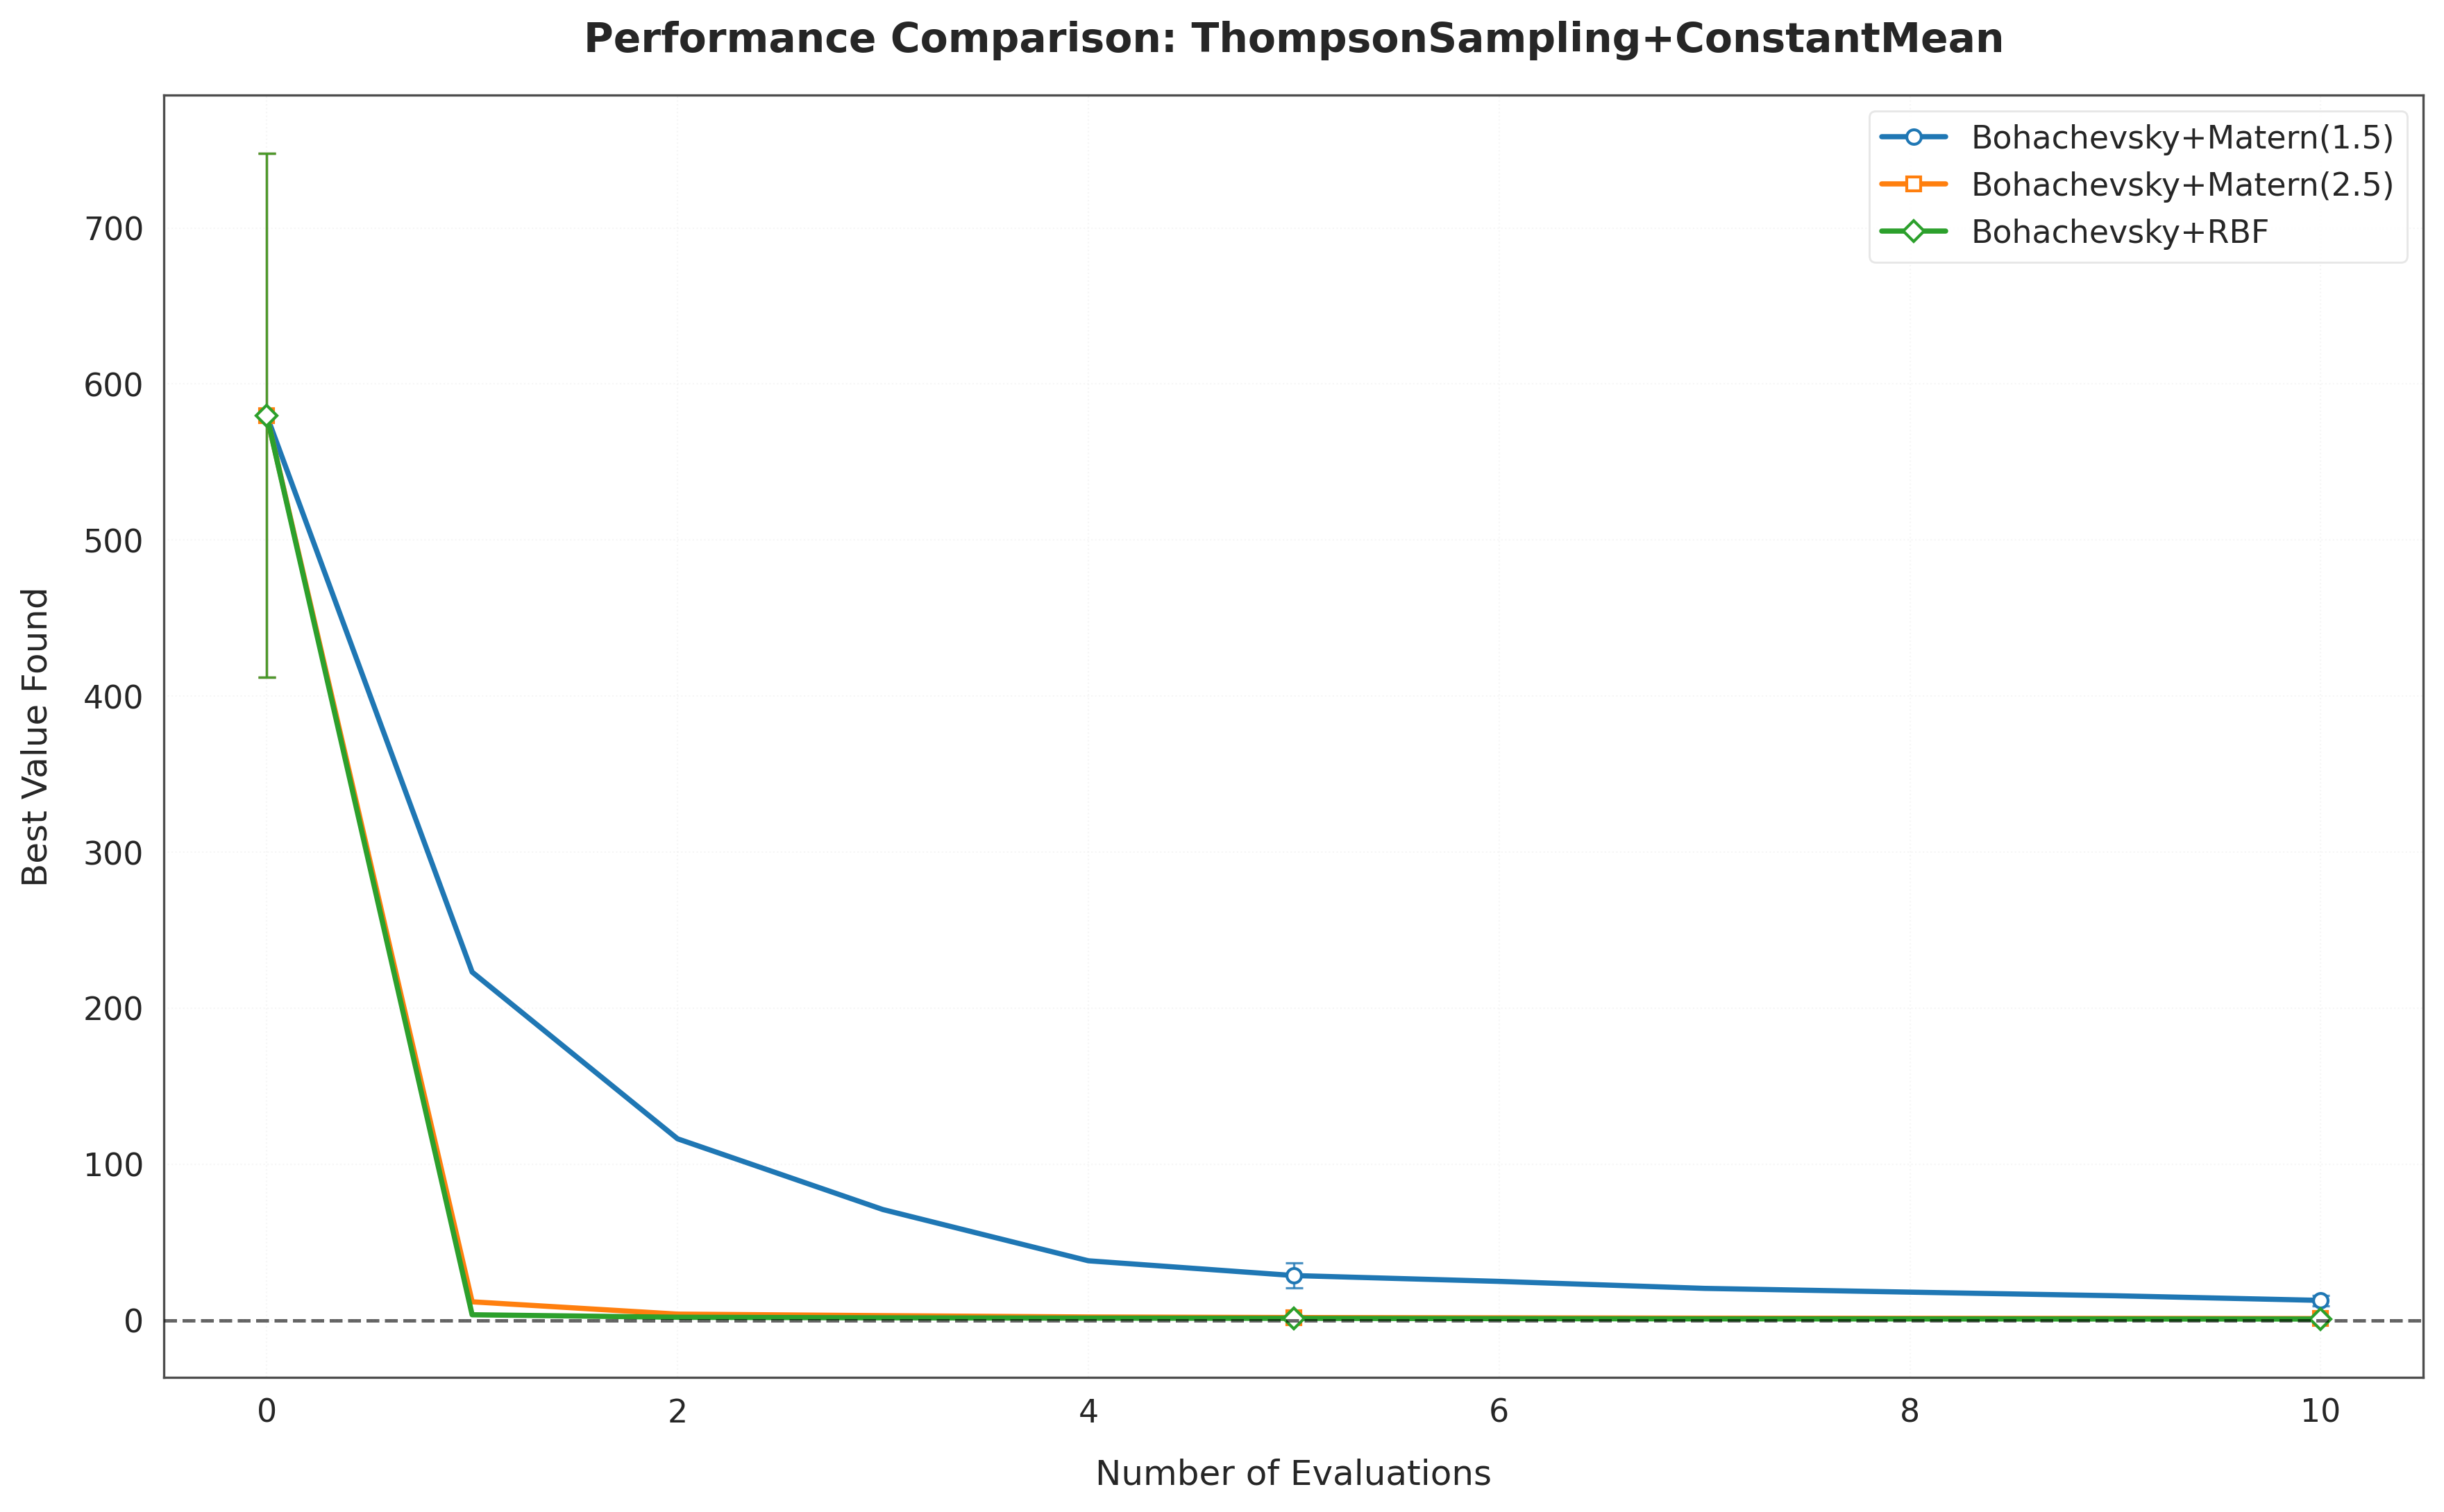 Performance Comparison: ThompsonSampling+ConstantMean
Bohachevsky+Matern(1.5)
Bohachevsky+Matern(2.5)
Bohachevsky+RBF
Best Value Found
700
600
500
400
300
200
100
0
0 2 4 6 8 10
Number of Evaluations